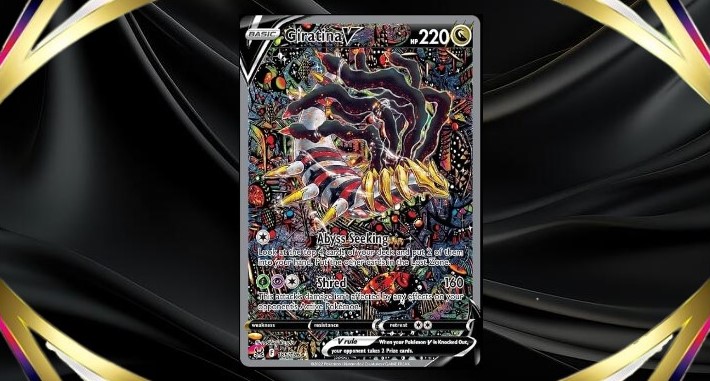 BASIC Giratina V HP 220
Abyss Seeking
Look at the top 4 cards of your deck and put 2 of them
into your hand. Put the other cards in the Lost Zone.
Shred 160
This attack's damage isn't affected by any effects on your
opponent's Active Pokémon.
weakness resistance retreat
V rule When your Pokémon V is Knocked Out,
your opponent takes 2 Prize cards.